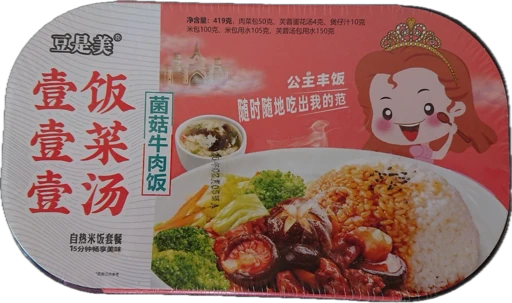 净含量：419克，肉菜包50克，芙蓉蛋花汤4克，煲仔汁10克
米包100克，米包用水105克，芙蓉汤包用水150克
豆是美®
壹饭
壹菜
壹汤
菌菇牛肉饭
公主丰饭
随时随地吃出我的范
自热米饭套餐
15分钟畅享美味